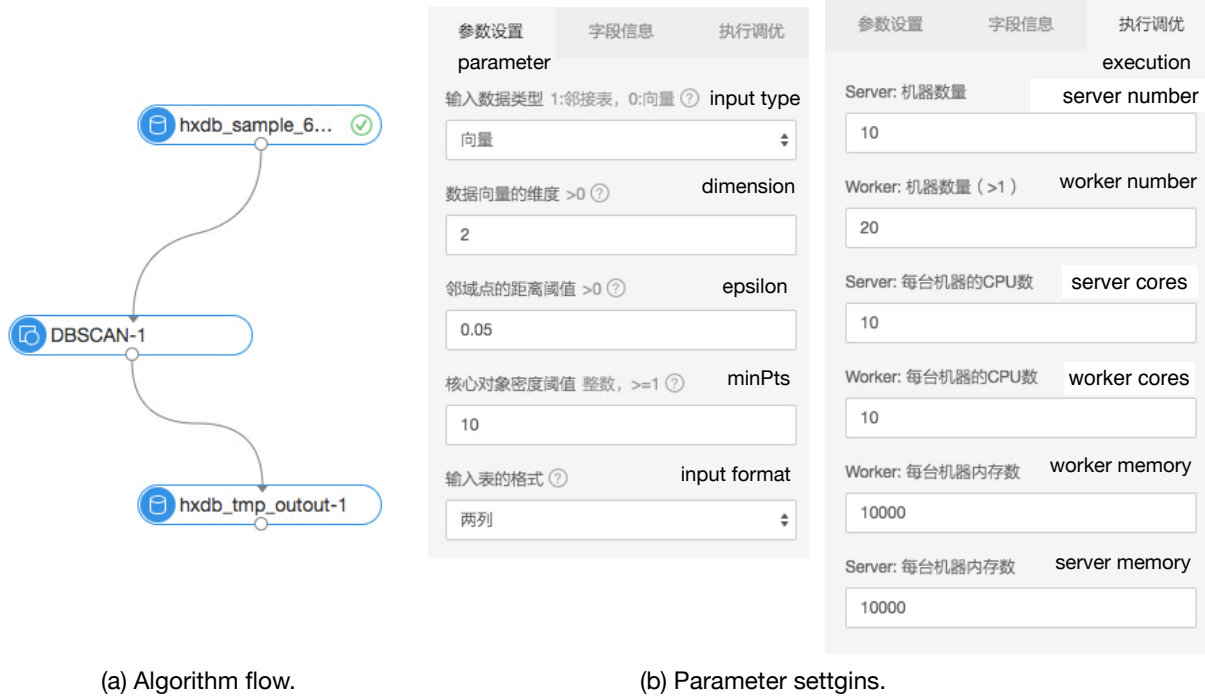 hxdb_sample_6...
DBSCAN-1
hxdb_tmp_outout-1
(a) Algorithm flow.
参数设置 字段信息 执行调优
parameter
输入数据类型 1:邻接表，0:向量 ? input type
向量
数据向量的维度 >0 ? dimension
2
邻域点的距离阈值 >0 ? epsilon
0.05
核心对象密度阈值 整数，>=1 ? minPts
10
输入表的格式 ? input format
两列
参数设置 字段信息 执行调优
execution
Server: 机器数量 server number
10
Worker: 机器数量（>1） worker number
20
Server: 每台机器的CPU数 server cores
10
Worker: 每台机器的CPU数 worker cores
10
Worker: 每台机器内存数 worker memory
10000
Server: 每台机器内存数 server memory
10000
(b) Parameter settgins.